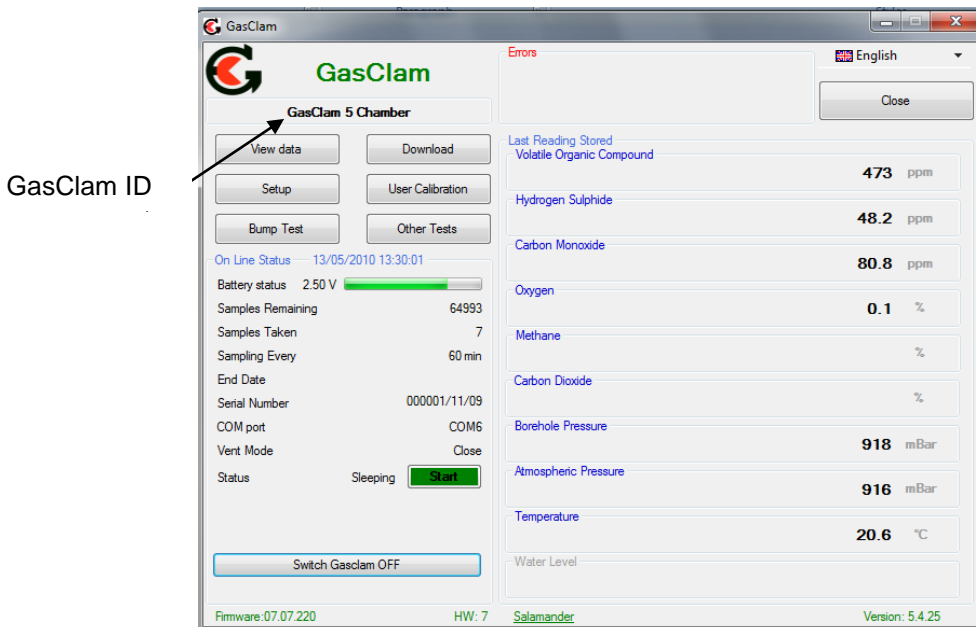 GasClam
GasClam
GasClam 5 Chamber
GasClam ID
View data
Download
Setup
User Calibration
Bump Test
Other Tests
On Line Status 13/05/2010 13:30:01
Battery status 2.50 V
Samples Remaining 64993
Samples Taken 7
Sampling Every 60 min
End Date
Serial Number 000001/11/09
COM port COM6
Vent Mode Close
Status Sleeping Start
Switch Gasclam OFF
Errors
English
Close
Last Reading Stored
Volatile Organic Compound
473 ppm
Hydrogen Sulphide
48.2 ppm
Carbon Monoxide
80.8 ppm
Oxygen
0.1 %
Methane
%
Carbon Dioxide
%
Borehole Pressure
918 mBar
Atmospheric Pressure
916 mBar
Temperature
20.6 °C
Water Level
Firmware:07.07.220 HW: 7 Salamander Version: 5.4.25